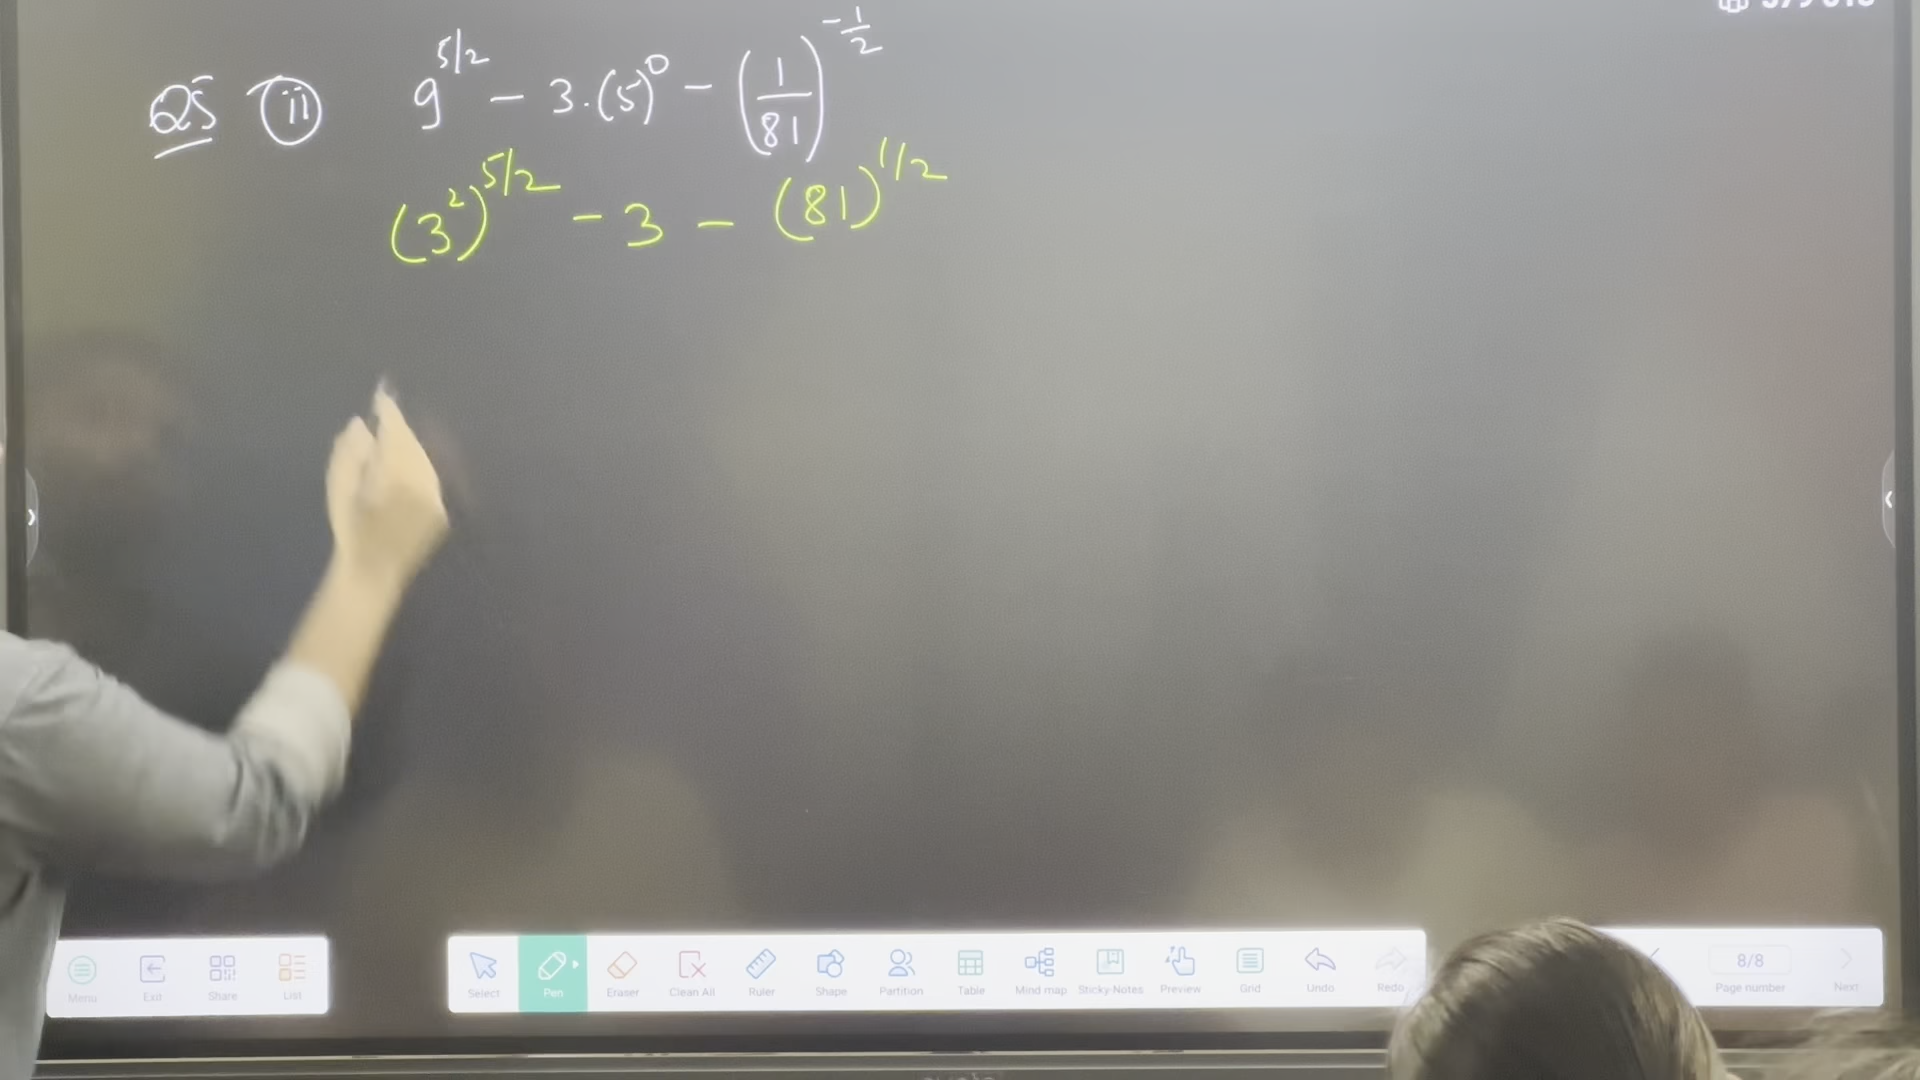 Q5 (ii) 9^{5/2} - 3.(5)^0 - (1/81)^{-1/2}
(3^2)^{5/2} - 3 - (81)^{1/2}
Menu Exit Share List Select Pen Eraser Clean All Ruler Shape Partition Table Mind map Sticky Notes Preview Grid Undo Redo 8/8 Page number Next